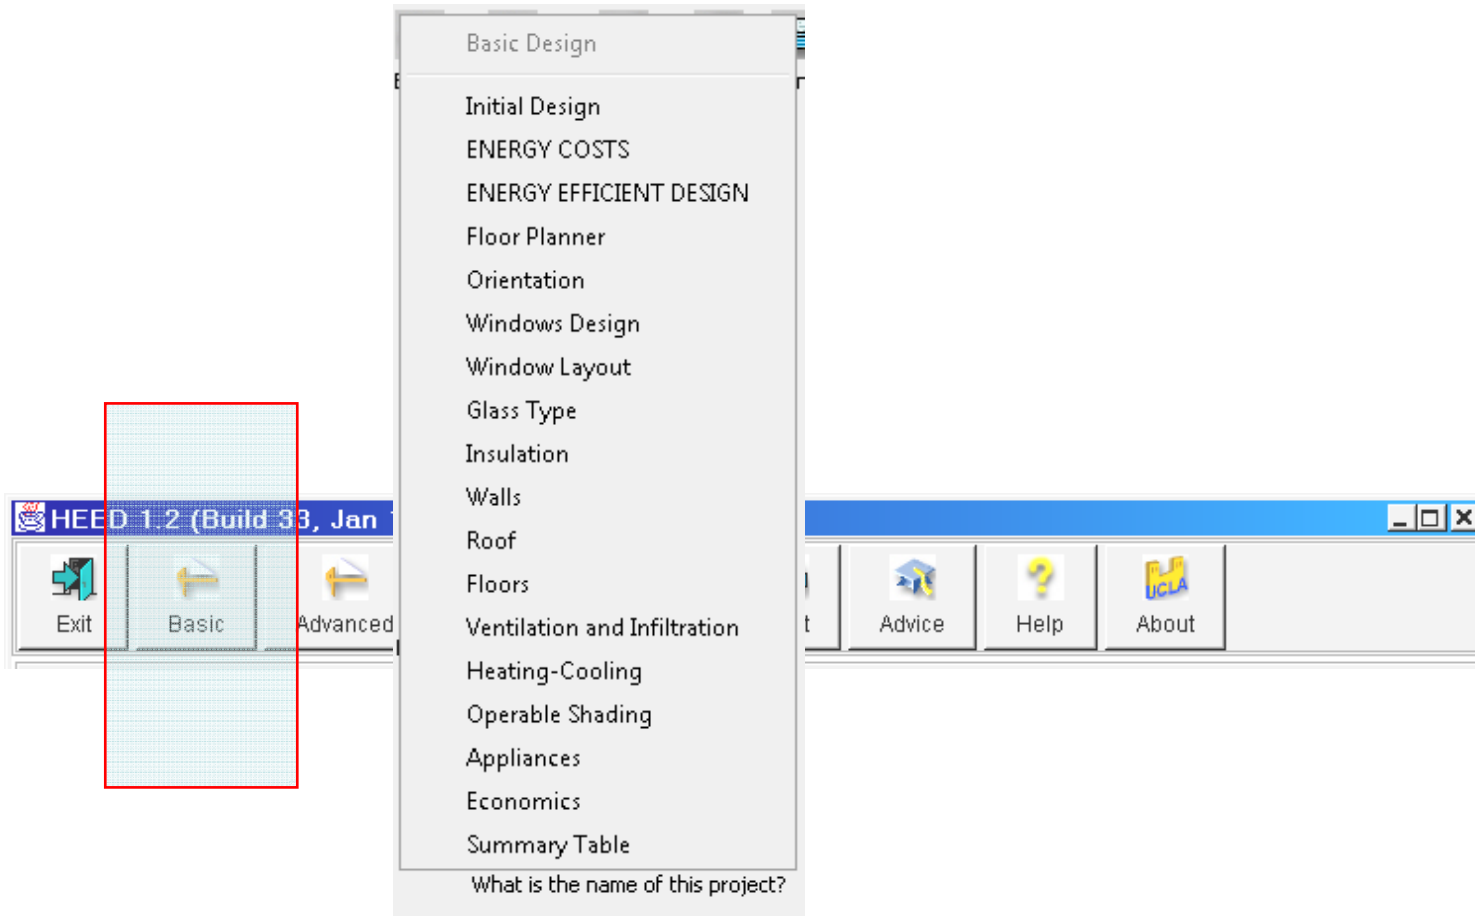 Basic Design
Initial Design
ENERGY COSTS
ENERGY EFFICIENT DESIGN
Floor Planner
Orientation
Windows Design
Window Layout
Glass Type
Insulation
Walls
Roof
Floors
Ventilation and Infiltration
Heating-Cooling
Operable Shading
Appliances
Economics
Summary Table
What is the name of this project?
HEED 1.2 (Build 33, Jan
Exit
Basic
Advanced
Advice
Help
UCLA
About